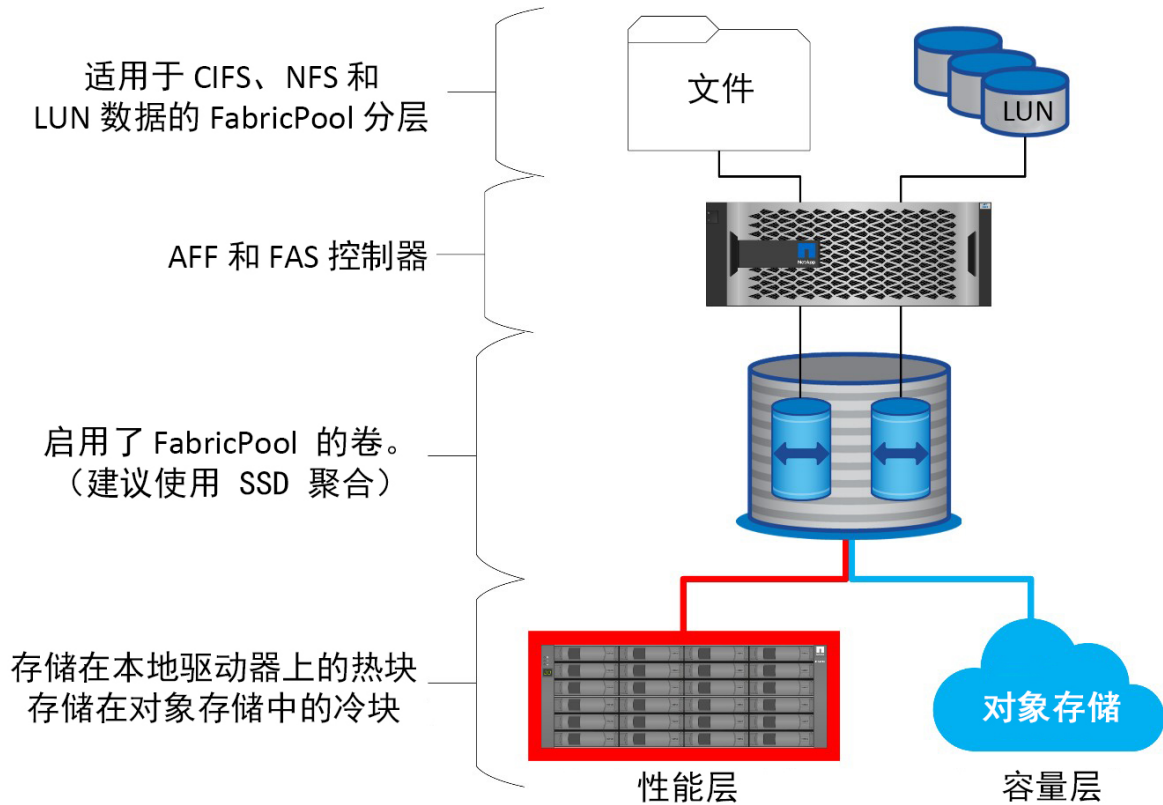 适用于 CIFS、NFS 和
LUN 数据的 FabricPool 分层
文件
LUN
AFF 和 FAS 控制器
NetApp
启用了 FabricPool 的卷。
（建议使用 SSD 聚合）
存储在本地驱动器上的热块
存储在对象存储中的冷块
对象存储
性能层
容量层